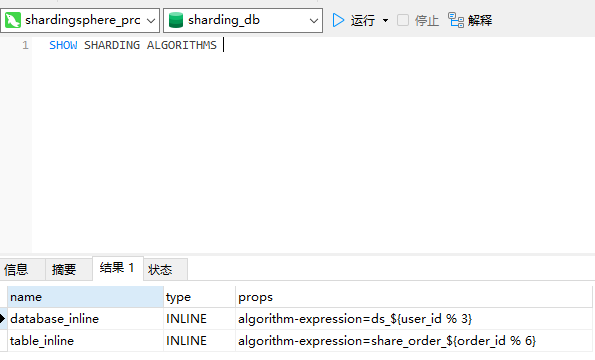 shardingsphere_prc sharding_db 运行 停止 解释
1 SHOW SHARDING ALGORITHMS
信息 摘要 结果 1 状态
name type props
database_inline INLINE algorithm-expression=ds_${user_id % 3}
table_inline INLINE algorithm-expression=share_order_${order_id % 6}